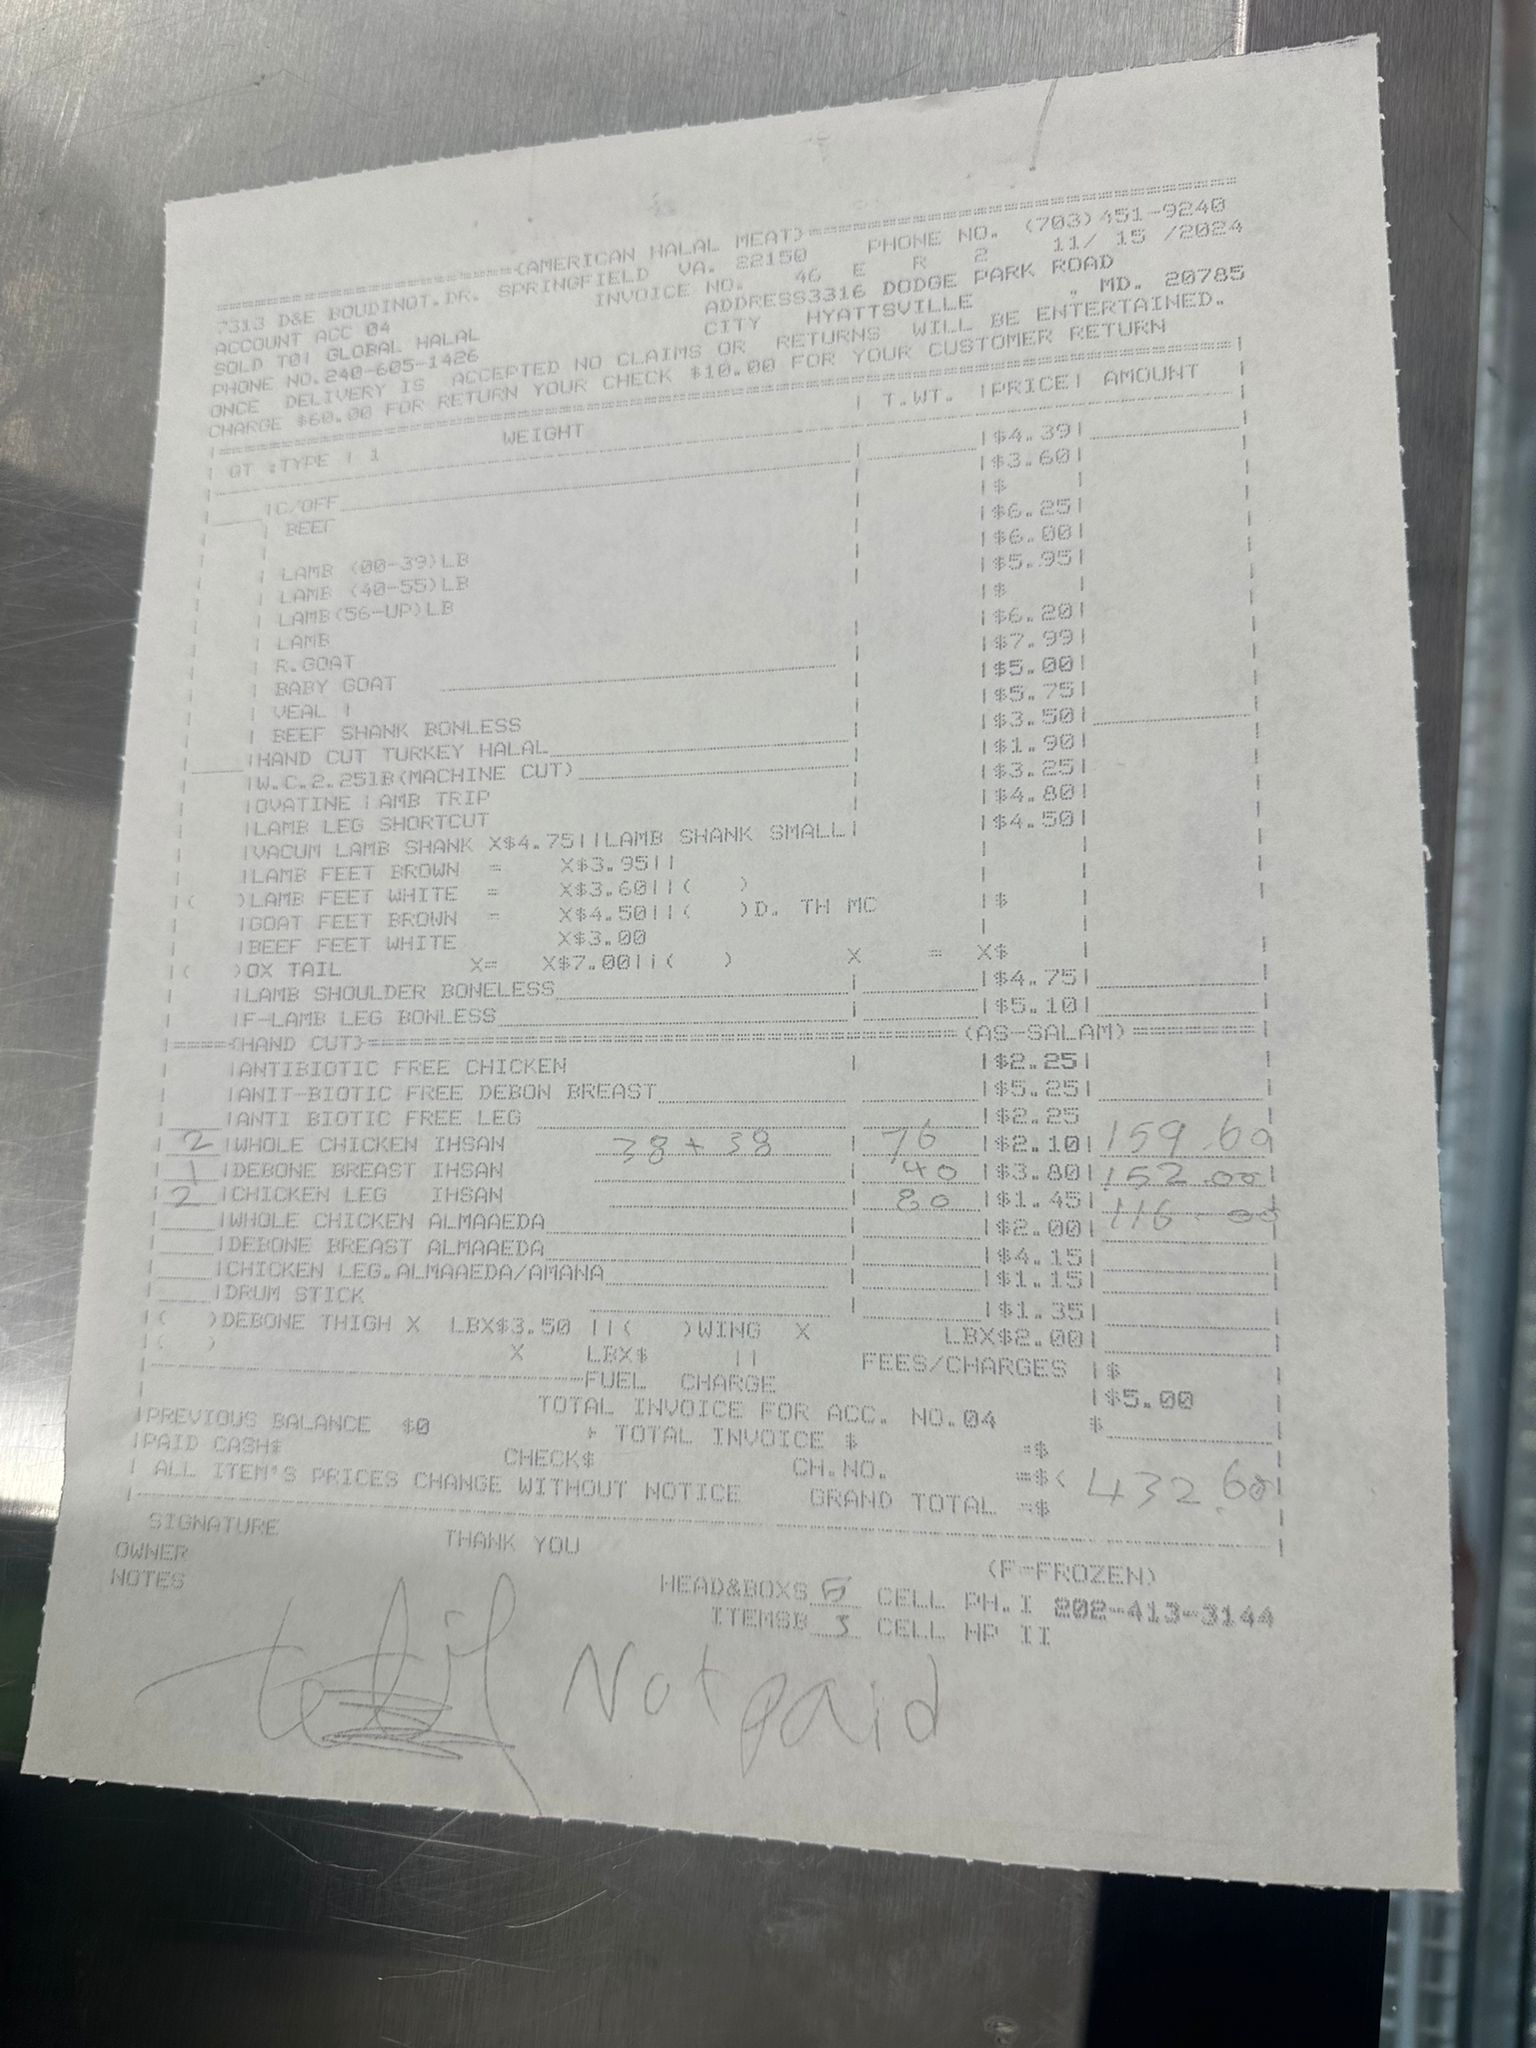 =====================(AMERICAN HALAL MEAT)=====================
7313 D&E BOUDINOT.DR. SPRINGFIELD VA. 22150 PHONE NO. (703)451-9240
ACCOUNT ACC 04 INVOICE NO. 46 E R 2 11/ 15 /2024
SOLD TO! GLOBAL HALAL ADDRESS3316 DODGE PARK ROAD
PHONE NO.240-605-1426 CITY HYATTSVILLE . MD. 20785
ONCE DELIVERY IS ACCEPTED NO CLAIMS OR RETURNS WILL BE ENTERTAINED.
CHARGE $60.00 FOR RETURN YOUR CHECK $10.00 FOR YOUR CUSTOMER RETURN
QT :TYPE | 1 WEIGHT | T.WT. |PRICE| AMOUNT
|C/OFF |$4.39|
| BEEF |$3.60|
|$ |
| LAMB (00-39)LB |$6.25|
| LAMB (40-55)LB |$6.00|
| LAMB(56-UP)LB |$5.95|
| LAMB |$ |
| R.GOAT |$6.20|
| BABY GOAT |$7.99|
| VEAL | |$5.00|
| BEEF SHANK BONLESS |$5.75|
|HAND CUT TURKEY HALAL |$3.50|
|W.C.2.25lB(MACHINE CUT) |$1.90|
|OVATINE LAMB TRIP |$3.25|
|LAMB LEG SHORTCUT |$4.80|
|VACUM LAMB SHANK X$4.75||LAMB SHANK SMALL| |$4.50|
|LAMB FEET BROWN = X$3.95||
|( )LAMB FEET WHITE = X$3.60||( )
|GOAT FEET BROWN = X$4.50||( )D. TH MC |$ |
|BEEF FEET WHITE X$3.00
|( )OX TAIL X= X$7.00||( ) X = X$
|LAMB SHOULDER BONELESS |$4.75|
|F-LAMB LEG BONLESS |$5.10|
|====(HAND CUT)==========================(AS-SALAM)=======|
|ANTIBIOTIC FREE CHICKEN |$2.25|
|ANIT-BIOTIC FREE DEBON BREAST |$5.25|
|ANTI BIOTIC FREE LEG |$2.25
2 |WHOLE CHICKEN IHSAN 38 + 38 | 76 |$2.10| 159.60
1 |DEBONE BREAST IHSAN 40 |$3.80| 152.00
2 |CHICKEN LEG IHSAN 80 |$1.45| 116.00
|WHOLE CHICKEN ALMAAEDA |$2.00|
|DEBONE BREAST ALMAAEDA |$4.15|
|CHICKEN LEG.ALMAAEDA/AMANA |$1.15|
|DRUM STICK |$1.35|
( )DEBONE THIGH X LBX$3.50 ||( )WING X LBX$2.00|
( ) X LBX$ || FEES/CHARGES |$
FUEL CHARGE |$5.00
TOTAL INVOICE FOR ACC. NO.04 $
|PREVIOUS BALANCE $0 + TOTAL INVOICE $ =$
|PAID CASH$ CHECK$ CH.NO. =$<
| ALL ITEM'S PRICES CHANGE WITHOUT NOTICE GRAND TOTAL =$ 432.60
SIGNATURE THANK YOU (F-FROZEN)
OWNER HEAD&BOXS 5 CELL PH.I 202-413-3144
NOTES ITEMSB 3 CELL HP II
Not paid